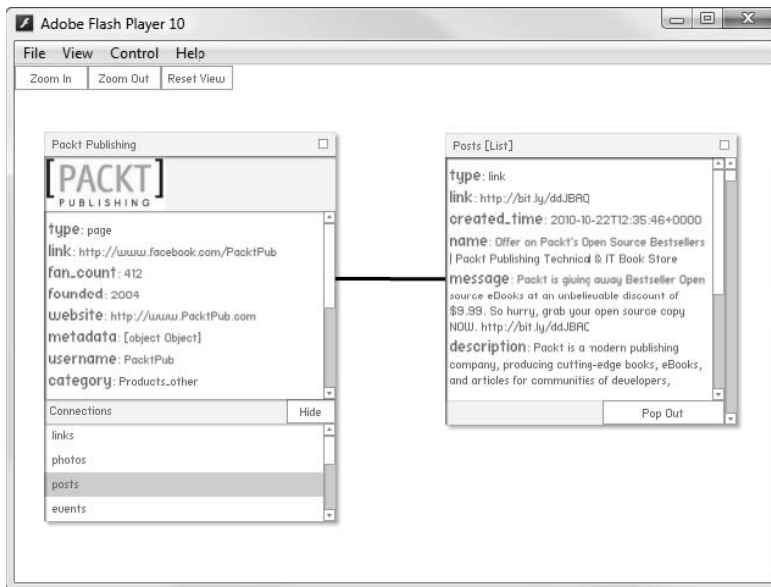 Adobe Flash Player 10
File View Control Help
Zoom In Zoom Out Reset View
Packt Publishing
[PACKT]
PUBLISHING
type: page
link: http://www.facebook.com/PacktPub
fan_count: 412
founded: 2004
website: http://www.PacktPub.com
metadata: [object Object]
username: PacktPub
category: Products_other
Connections Hide
links
photos
posts
events
Posts [List]
type: link
link: http://bit.ly/ddJBAQ
created_time: 2010-10-22T12:35:46+0000
name: Offer on Packt's Open Source Bestsellers
| Packt Publishing Technical & IT Book Store
message: Packt is giving away Bestseller Open
source eBooks at an unbelievable discount of
$9.99. So hurry, grab your open source copy
NOW. http://bit.ly/ddJBAQ
description: Packt is a modern publishing
company, producing cutting-edge books, eBooks,
and articles for communities of developers,
Pop Out